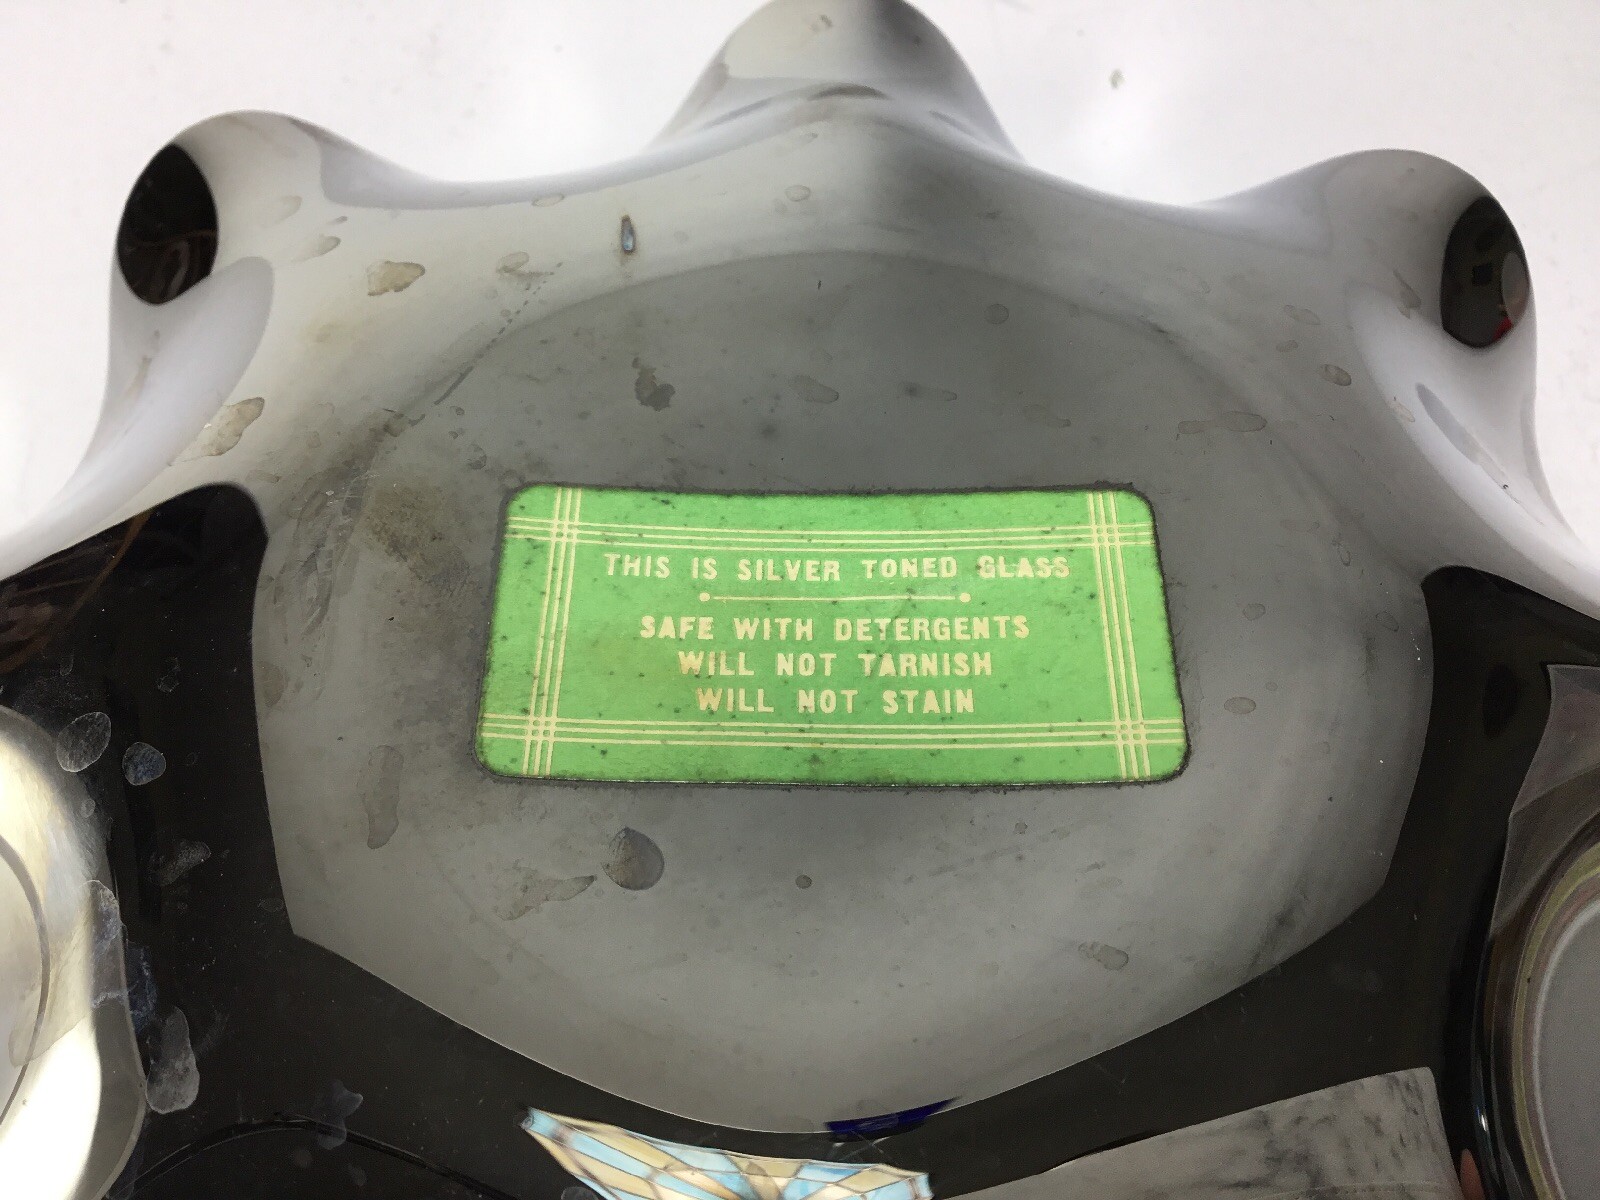 THIS IS SILVER TONED GLASS
SAFE WITH DETERGENTS
WILL NOT TARNISH
WILL NOT STAIN